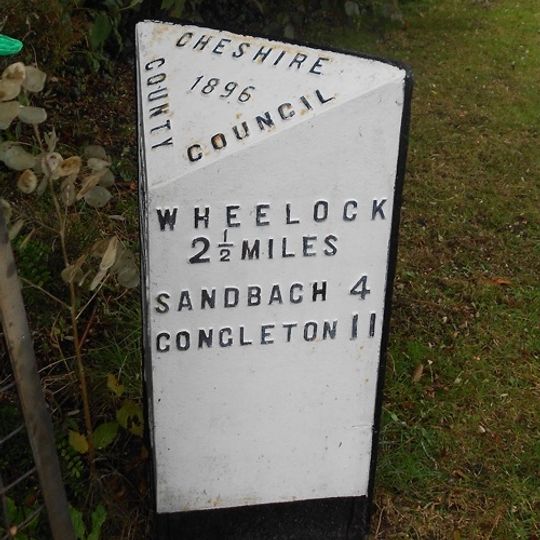 CHESHIRE
COUNTY
1896
COUNCIL
WHEELOCK
2½ MILES
SANDBACH 4
CONGLETON 11